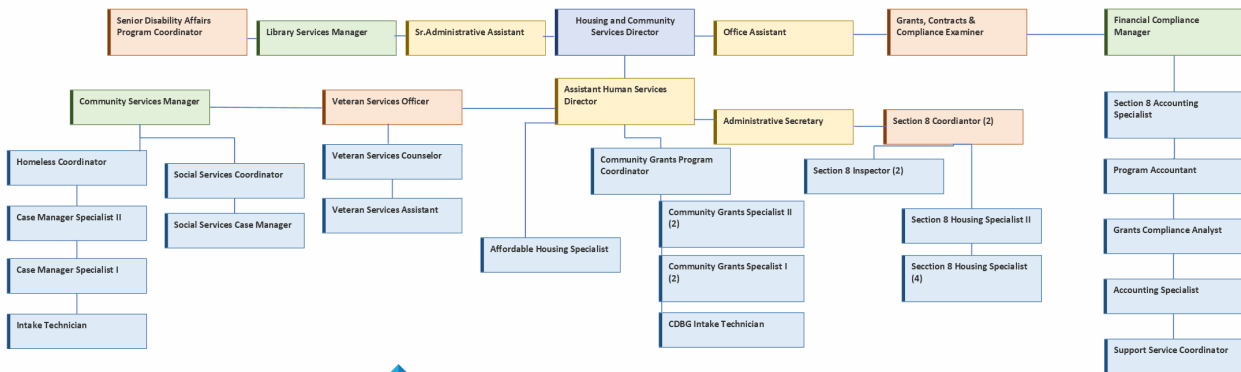 Senior Disability Affairs
Program Coordinator
Library Services Manager
Sr.Administrative Assistant
Housing and Community
Services Director
Office Assistant
Grants, Contracts &
Compliance Examiner
Financial Compliance
Manager
Community Services Manager
Veteran Services Officer
Assistant Human Services
Director
Administrative Secretary
Section 8 Coordiantor (2)
Section 8 Accounting
Specialist
Homeless Coordinator
Social Services Coordinator
Veteran Services Counselor
Community Grants Program
Coordinator
Section 8 Inspector (2)
Program Accountant
Case Manager Specialist II
Social Services Case Manager
Veteran Services Assistant
Community Grants Specialist II
(2)
Section 8 Housing Specialist II
Grants Compliance Analyst
Affordable Housing Specialist
Case Manager Specialist I
Community Grants Specalist I
(2)
Secction 8 Housing Specialist
(4)
Accounting Specialist
Intake Technician
CDBG Intake Technician
Support Service Coordinator